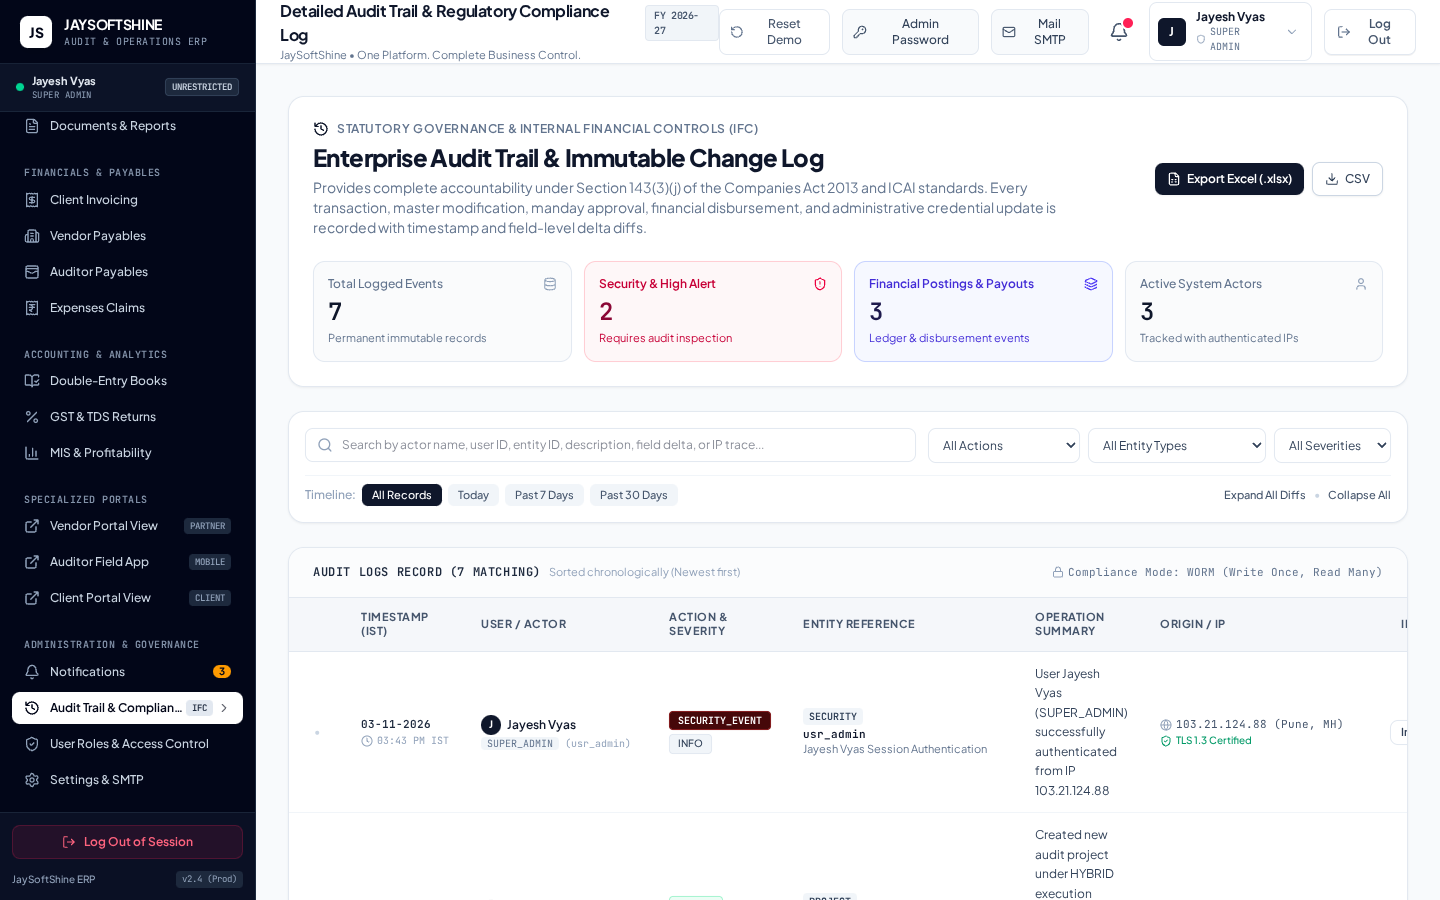 JS
JAYSOFTSHINE
AUDIT & OPERATIONS ERP
Jayesh Vyas
SUPER ADMIN
UNRESTRICTED
Documents & Reports
FINANCIALS & PAYABLES
Client Invoicing
Vendor Payables
Auditor Payables
Expenses Claims
ACCOUNTING & ANALYTICS
Double-Entry Books
GST & TDS Returns
MIS & Profitability
SPECIALIZED PORTALS
Vendor Portal View PARTNER
Auditor Field App MOBILE
Client Portal View CLIENT
ADMINISTRATION & GOVERNANCE
Notifications 3
Audit Trail & Complian... IFC
User Roles & Access Control
Settings & SMTP
Log Out of Session
JaySoftShine ERP v2.4 (Prod)
Detailed Audit Trail & Regulatory Compliance
Log
FY 2026-
27
JaySoftShine • One Platform. Complete Business Control.
Reset
Demo
Admin
Password
Mail
SMTP
J
Jayesh Vyas
SUPER
ADMIN
Log
Out
STATUTORY GOVERNANCE & INTERNAL FINANCIAL CONTROLS (IFC)
Enterprise Audit Trail & Immutable Change Log
Provides complete accountability under Section 143(3)(j) of the Companies Act 2013 and ICAI standards. Every
transaction, master modification, manday approval, financial disbursement, and administrative credential update is
recorded with timestamp and field-level delta diffs.
Export Excel (.xlsx)
CSV
Total Logged Events
7
Permanent immutable records
Security & High Alert
2
Requires audit inspection
Financial Postings & Payouts
3
Ledger & disbursement events
Active System Actors
3
Tracked with authenticated IPs
Search by actor name, user ID, entity ID, description, field delta, or IP trace...
All Actions
All Entity Types
All Severities
Timeline: All Records Today Past 7 Days Past 30 Days
Expand All Diffs • Collapse All
AUDIT LOGS RECORD (7 MATCHING) Sorted chronologically (Newest first)
Compliance Mode: WORM (Write Once, Read Many)
TIMESTAMP
(IST)
USER / ACTOR
ACTION &
SEVERITY
ENTITY REFERENCE
OPERATION
SUMMARY
ORIGIN / IP
03-11-2026
03:43 PM IST
J Jayesh Vyas
SUPER_ADMIN (usr_admin)
SECURITY_EVENT
INFO
SECURITY
usr_admin
Jayesh Vyas Session Authentication
User Jayesh
Vyas
(SUPER_ADMIN)
successfully
authenticated
from IP
103.21.124.88
103.21.124.88 (Pune, MH)
TLS 1.3 Certified
Created new
audit project
under HYBRID
execution